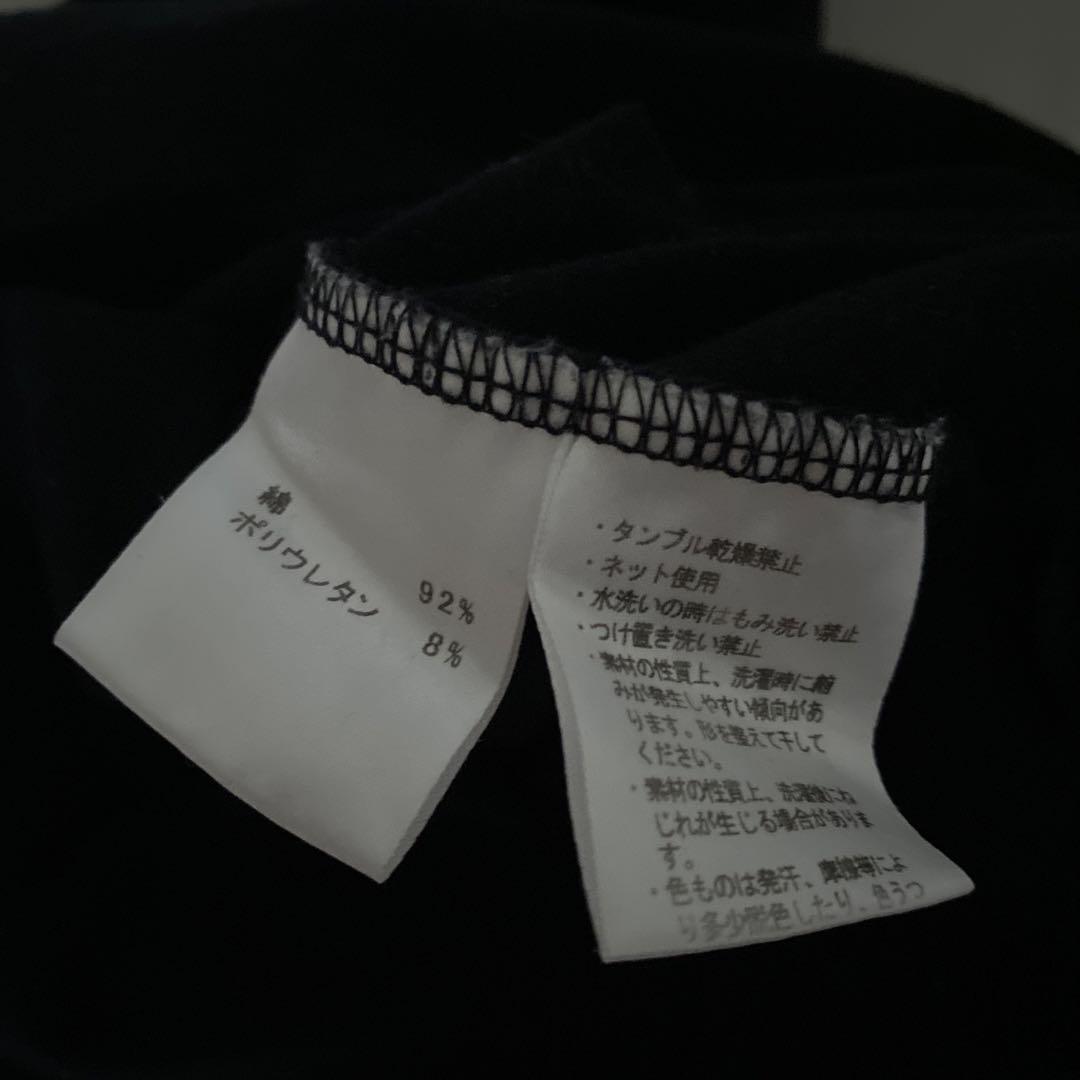 綿 92%
ポリウレタン 8%
・タンブル乾燥禁止
・ネット使用
・水洗いの時はもみ洗い禁止
・つけ置き洗い禁止
・素材の性質上、洗濯時に縮
みが発生しやすい傾向があ
ります。形を整えて干して
ください。
・素材の性質上、洗濯後にね
じれが生じる場合がありま
す。
・色ものは発汗、摩擦等によ
り多少脱色したり、色うつ